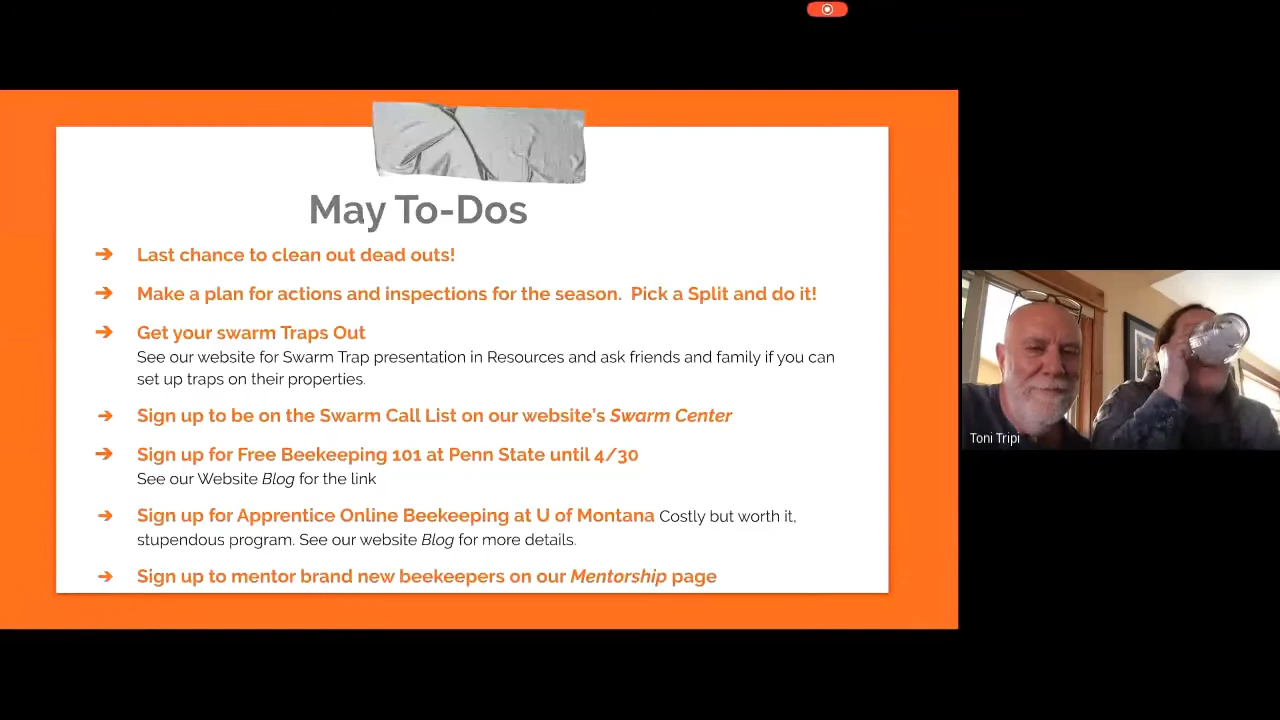 May To-Dos
➔ Last chance to clean out dead outs!
➔ Make a plan for actions and inspections for the season.  Pick a Split and do it!
➔ Get your swarm Traps Out
See our website for Swarm Trap presentation in Resources and ask friends and family if you can
set up traps on their properties.
➔ Sign up to be on the Swarm Call List on our website's Swarm Center
➔ Sign up for Free Beekeeping 101 at Penn State until 4/30
See our Website Blog for the link
➔ Sign up for Apprentice Online Beekeeping at U of Montana Costly but worth it,
stupendous program. See our website Blog for more details.
➔ Sign up to mentor brand new beekeepers on our Mentorship page
Toni Tripi